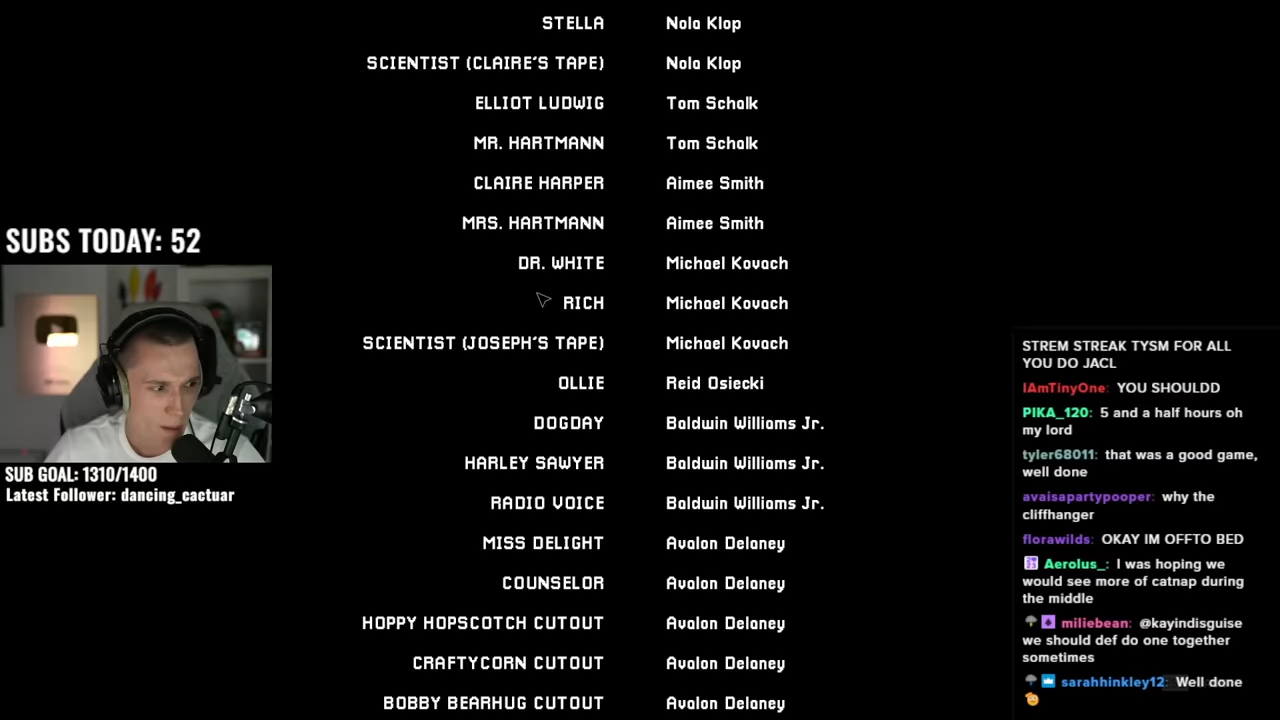 STELLA Nola Klop
SCIENTIST (CLAIRE'S TAPE) Nola Klop
ELLIOT LUDWIG Tom Schalk
MR. HARTMANN Tom Schalk
CLAIRE HARPER Aimee Smith
MRS. HARTMANN Aimee Smith
DR. WHITE Michael Kovach
RICH Michael Kovach
SCIENTIST (JOSEPH'S TAPE) Michael Kovach
OLLIE Reid Osiecki
DOGDAY Baldwin Williams Jr.
HARLEY SAWYER Baldwin Williams Jr.
RADIO VOICE Baldwin Williams Jr.
MISS DELIGHT Avalon Delaney
COUNSELOR Avalon Delaney
HOPPY HOPSCOTCH CUTOUT Avalon Delaney
CRAFTYCORN CUTOUT Avalon Delaney
BOBBY BEARHUG CUTOUT Avalon Delaney
SUBS TODAY: 52
SUB GOAL: 1310/1400
Latest Follower: dancing_cactuar
STREM STREAK TYSM FOR ALL
YOU DO JACL
IAmTinyOne: YOU SHOULDD
PIKA_120: 5 and a half hours oh
my lord
tyler68011: that was a good game,
well done
avaisapartypooper: why the
cliffhanger
florawilds: OKAY IM OFFTO BED
Aerolus_: I was hoping we
would see more of catnap during
the middle
miliebean: @kayindisguise
we should def do one together
sometimes
sarahhinkley12: Well done